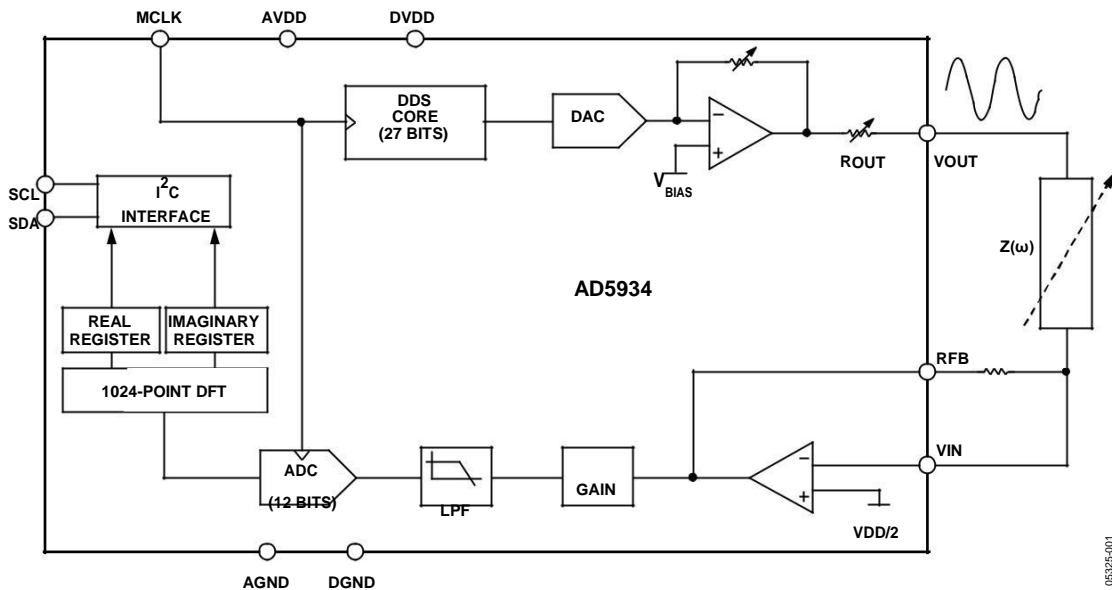 MCLK
AVDD
DVDD
DDS
CORE
(27 BITS)
DAC
−
+
VBIAS
ROUT
VOUT
SCL
SDA
I2C
INTERFACE
Z(ω)
AD5934
REAL
REGISTER
IMAGINARY
REGISTER
1024-POINT DFT
RFB
VIN
ADC
(12 BITS)
LPF
GAIN
−
+
VDD/2
AGND
DGND
05325-001